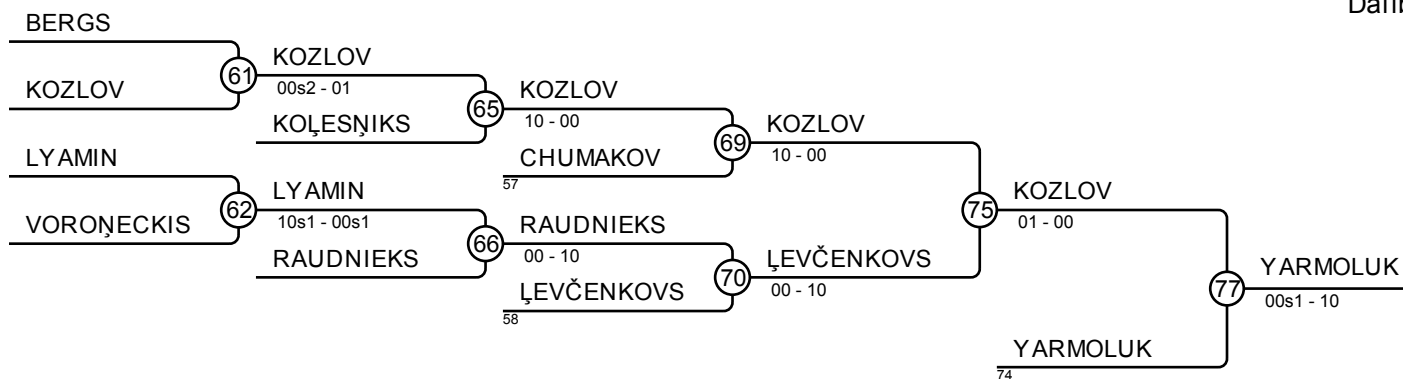 Dalīb
BERGS
61
KOZLOV
00s2 - 01
KOZLOV
65
KOZLOV
10 - 00
KOĻESŅIKS
69
KOZLOV
10 - 00
LYAMIN
CHUMAKOV
57
62
LYAMIN
10s1 - 00s1
75
KOZLOV
01 - 00
VOROŅECKIS
66
RAUDNIEKS
00 - 10
RAUDNIEKS
70
ĻEVČENKOVS
00 - 10
ĻEVČENKOVS
58
77
YARMOLUK
00s1 - 10
YARMOLUK
74